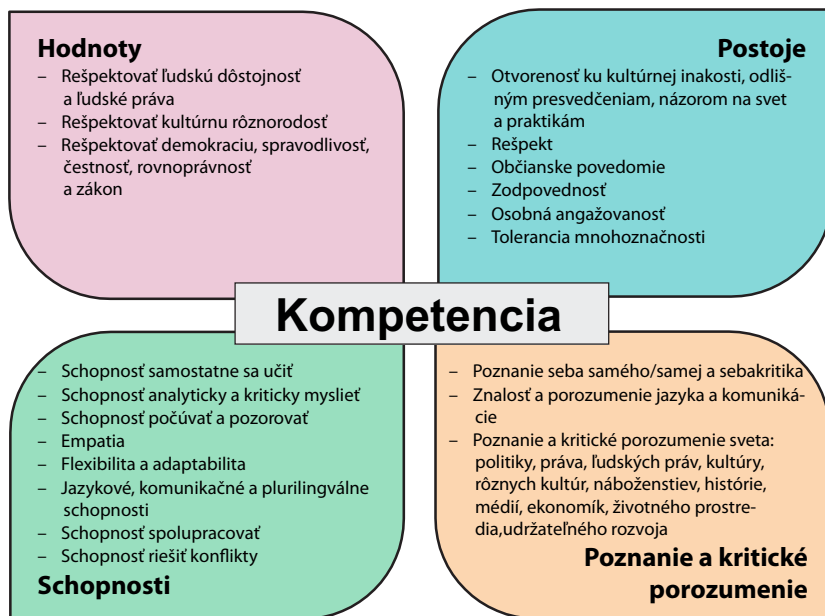 Hodnoty
– Rešpektovať ľudskú dôstojnosť
a ľudské práva
– Rešpektovať kultúrnu rôznorodosť
– Rešpektovať demokraciu, spravodlivosť,
čestnosť, rovnoprávnosť
a zákon
Postoje
– Otvorenosť ku kultúrnej inakosti, odliš-
ným presvedčeniam, názorom na svet
a praktikám
– Rešpekt
– Občianske povedomie
– Zodpovednosť
– Osobná angažovanosť
– Tolerancia mnohoznačnosti
Kompetencia
– Schopnosť samostatne sa učiť
– Schopnosť analyticky a kriticky myslieť
– Schopnosť počúvať a pozorovať
– Empatia
– Flexibilita a adaptabilita
– Jazykové, komunikačné a plurilingválne
schopnosti
– Schopnosť spolupracovať
– Schopnosť riešiť konflikty
Schopnosti
– Poznanie seba samého/samej a sebakritika
– Znalosť a porozumenie jazyka a komuniká-
cie
– Poznanie a kritické porozumenie sveta:
politiky, práva, ľudských práv, kultúry,
rôznych kultúr, náboženstiev, histórie,
médií, ekonomík, životného prostre-
dia,udržateľného rozvoja
Poznanie a kritické
porozumenie